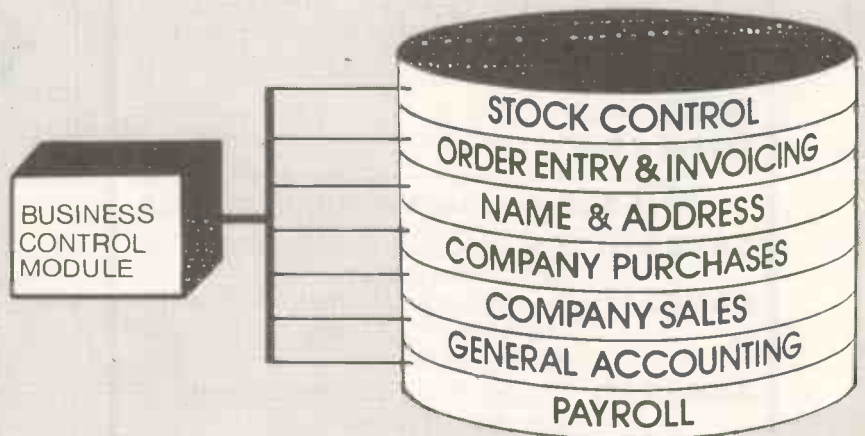 STOCK CONTROL
ORDER ENTRY & INVOICING
NAME & ADDRESS
COMPANY PURCHASES
COMPANY SALES
GENERAL ACCOUNTING
PAYROLL
BUSINESS
CONTROL
MODULE